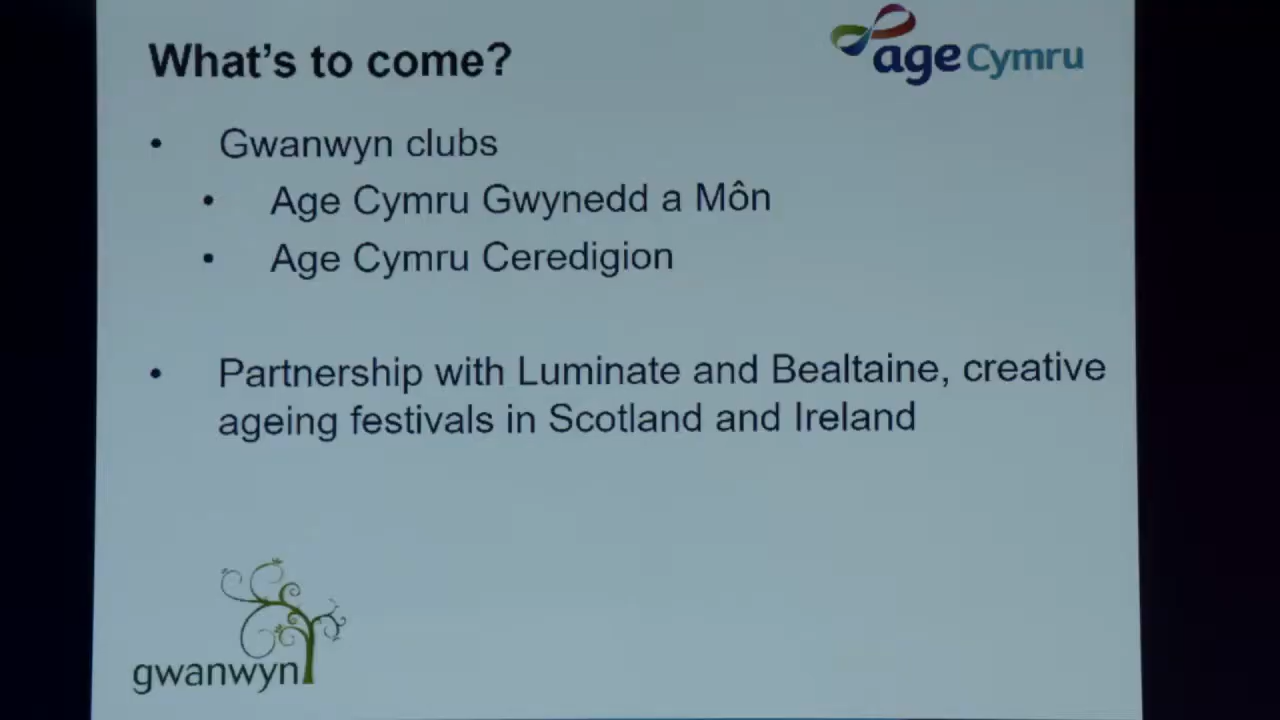 What's to come?
age Cymru
• Gwanwyn clubs
• Age Cymru Gwynedd a Môn
• Age Cymru Ceredigion
• Partnership with Luminate and Bealtaine, creative
ageing festivals in Scotland and Ireland
gwanwyn